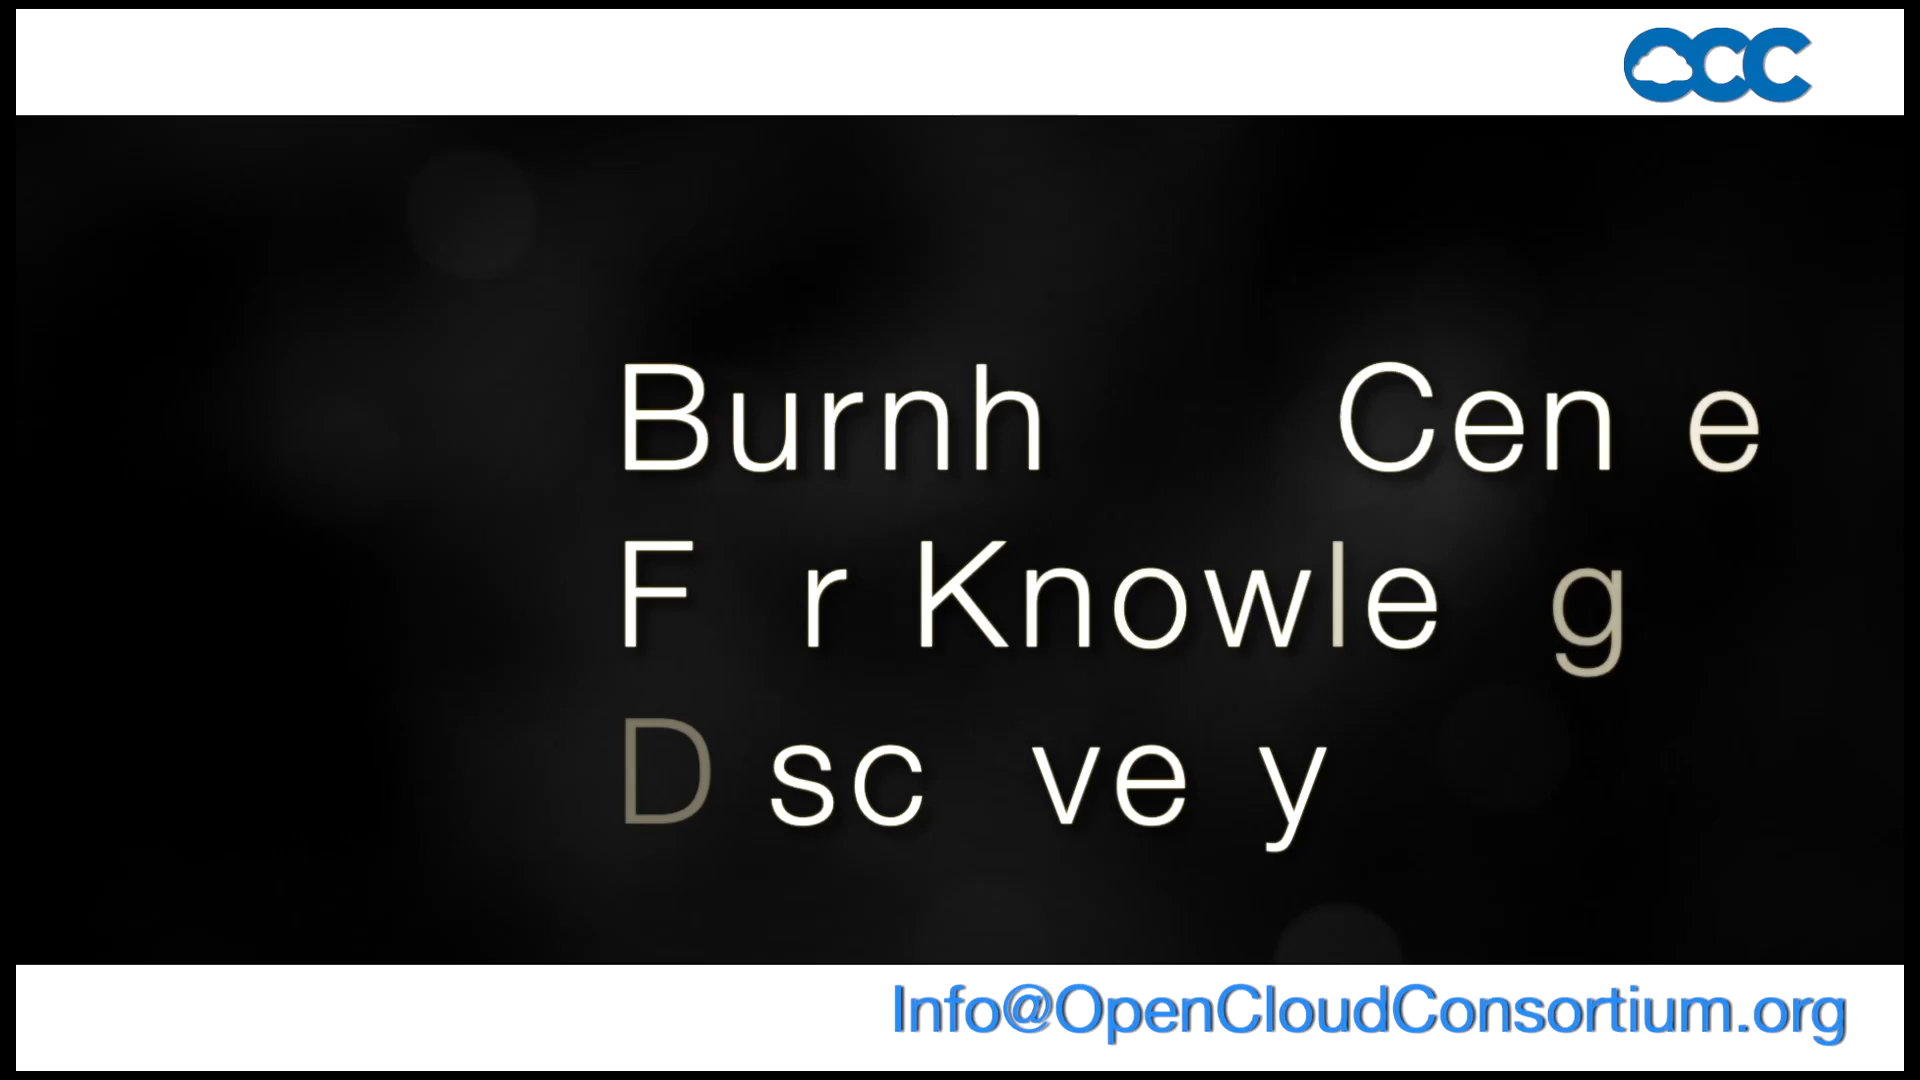 OCC
Burnh Cen e
F r Knowle g
D sc ve y
Info@OpenCloudConsortium.org